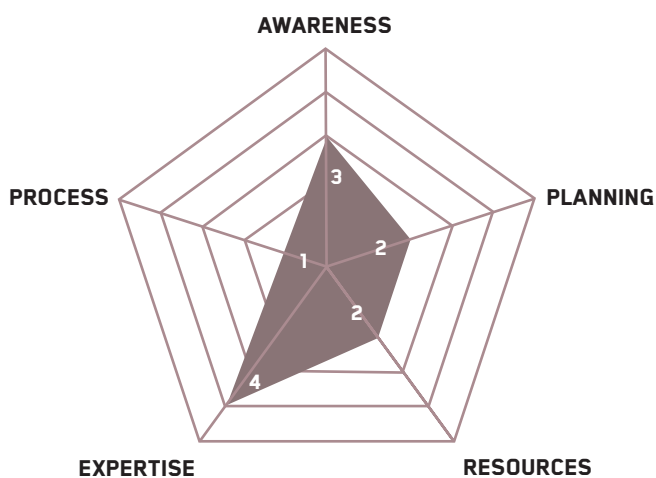 AWARENESS
3
PROCESS
PLANNING
2
1
2
4
EXPERTISE
RESOURCES